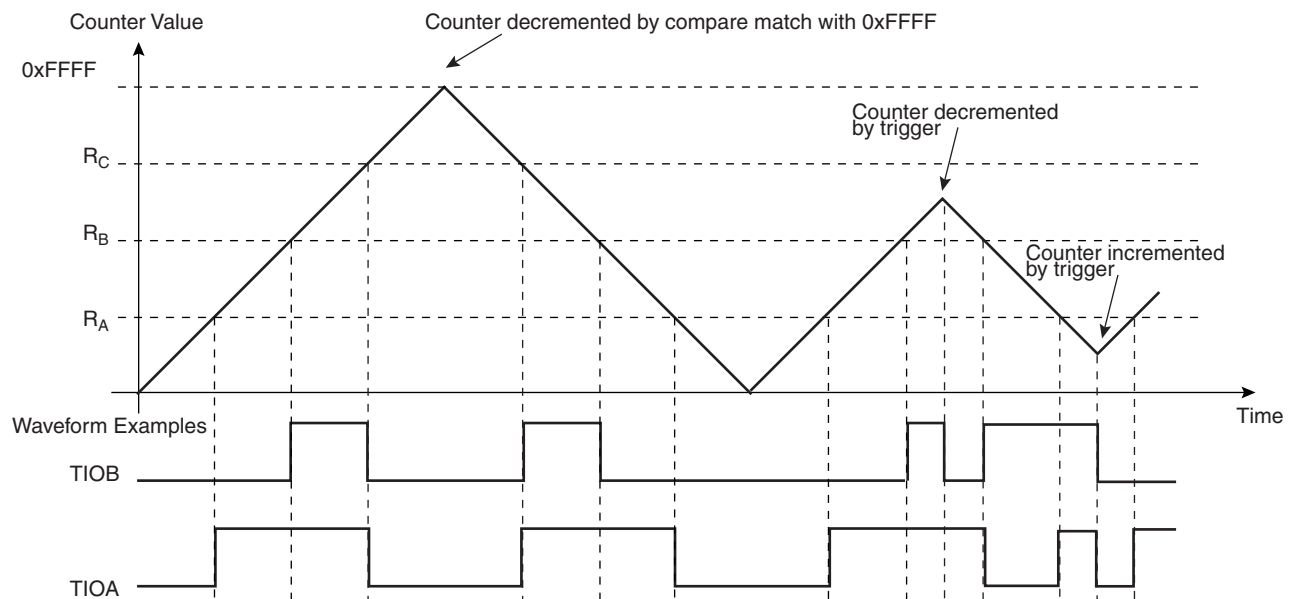 Counter Value
Counter decremented by compare match with 0xFFFF
0xFFFF
Counter decremented
by trigger
RC
RB
Counter incremented
by trigger
RA
Time
Waveform Examples
TIOB
TIOA